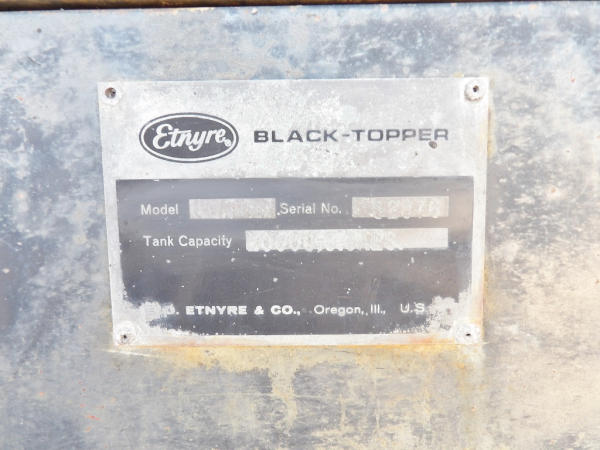 Etnyre BLACK-TOPPER
Model Serial No.
Tank Capacity
ETNYRE & CO., Oregon, Ill., U.S.